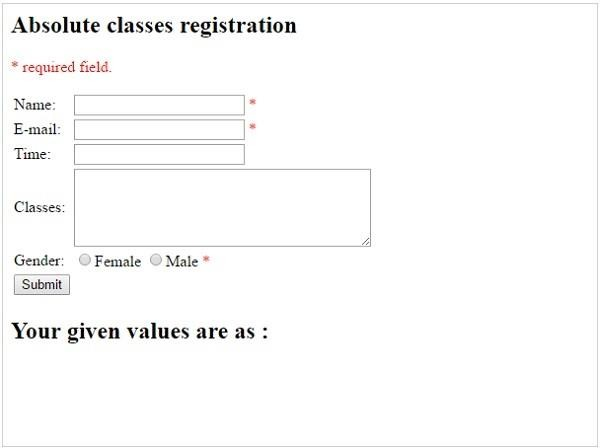 Absolute classes registration
* required field.
Name: *
E-mail: *
Time:
Classes:
Gender: Female Male *
Submit
Your given values are as :